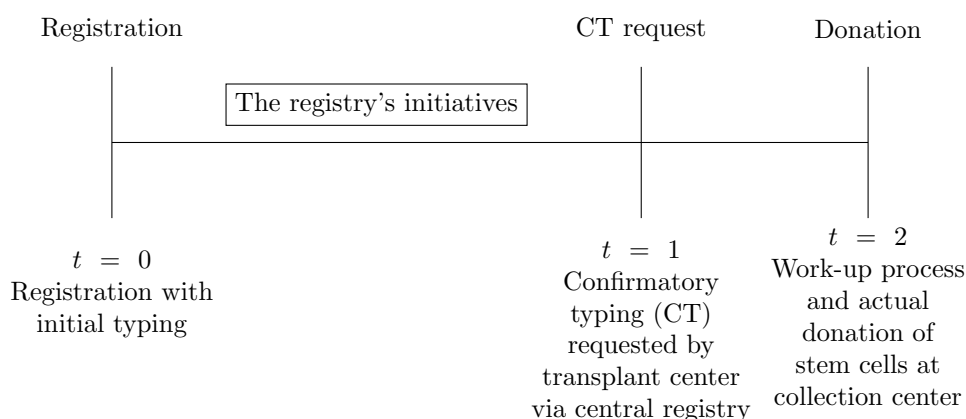 Registration
CT request
Donation
The registry's initiatives
t = 0
Registration with
initial typing
t = 1
Confirmatory
typing (CT)
requested by
transplant center
via central registry
t = 2
Work-up process
and actual
donation of
stem cells at
collection center